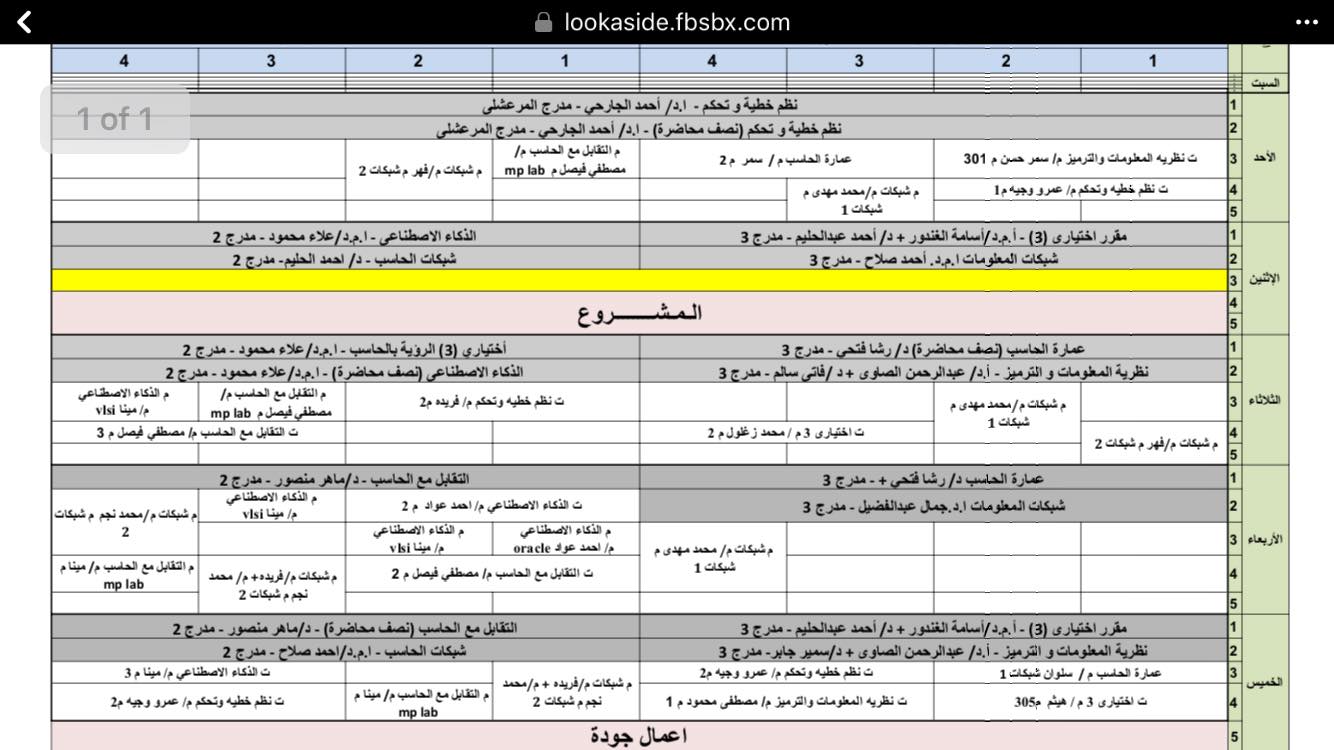 lookaside.fbsbx.com
1 of 1
1 2 3 4 1 2 3 4
السبت
الأحد
1 نظم خطية و تحكم - ا.د/ أحمد الجارحي - مدرج المرعشلى
2 نظم خطية و تحكم (نصف محاضرة) - ا.د/ أحمد الجارحي - مدرج المرعشلى
3 ت نظريه المعلومات والترميز م/ سمر حسن م 301
عمارة الحاسب م / سمر م 2
م التقابل مع الحاسب م/
مصطفي فيصل م mp lab
م شبكات م/فهر م شبكات 2
4 ت نظم خطيه وتحكم م/ عمرو وجيه م1
م شبكات م/محمد مهدى م
شبكات 1
5
الإثنين
1 مقرر اختيارى (3) - أ.م.د/أسامة الغندور + د/ أحمد عبدالحليم - مدرج 3
الذكاء الاصطناعى - ا.م.د/علاء محمود - مدرج 2
2 شبكات المعلومات ا.م.د. أحمد صلاح - مدرج 3
شبكات الحاسب - د/ احمد الحليم- مدرج 2
3
4 المشـــــروع
5
الثلاثاء
1 عمارة الحاسب (نصف محاضرة) د/ رشا فتحي - مدرج 3
أختياري (3) الرؤية بالحاسب - ا.م.د/علاء محمود - مدرج 2
2 نظرية المعلومات و الترميز - أ.د/ عبدالرحمن الصاوى + د /فاتي سالم - مدرج 3
الذكاء الاصطناعي (نصف محاضرة) - ا.م.د/علاء محمود - مدرج 2
3 م شبكات م/محمد مهدى م
شبكات 1
ت نظم خطيه وتحكم م/ فريده م2
م التقابل مع الحاسب م/
مصطفي فيصل م mp lab
م الذكاء الاصطناعي
م/ مينا vlsi
4 م شبكات م/فهر م شبكات 2
ت اختيارى 3 م / محمد زغلول م 2
ت التقابل مع الحاسب م/ مصطفي فيصل م 3
5
الأربعاء
1 عمارة الحاسب د/ رشا فتحي + - مدرج 3
التقابل مع الحاسب - د/ماهر منصور - مدرج 2
2 شبكات المعلومات ا.د.جمال عبدالفضيل - مدرج 3
ت الذكاء الاصطناعي م/ احمد عواد م 2
م الذكاء الاصطناعي
م/ مينا vlsi
م شبكات م/محمد نجم م شبكات
2
3 م شبكات م/ محمد مهدى م
شبكات 1
م الذكاء الاصطناعي
م/ احمد عواد oracle
م الذكاء الاصطناعي
م/ مينا vlsi
4 ت التقابل مع الحاسب م/ مصطفي فيصل م 2
م شبكات م/فريده+ م/ محمد
نجم م شبكات 2
م التقابل مع الحاسب م/ مينا م
mp lab
5
الخميس
1 مقرر اختيارى (3) - أ.م.د/أسامة الغندور + د/ أحمد عبدالحليم - مدرج 3
التقابل مع الحاسب (نصف محاضرة) - د/ماهر منصور - مدرج 2
2 نظرية المعلومات و الترميز - أ.د/ عبدالرحمن الصاوى + د/سمير جابر- مدرج 3
شبكات الحاسب - ا.م.د/احمد صلاح - مدرج 2
3 عمارة الحاسب م / سلوان شبكات 1
ت نظم خطيه وتحكم م/ عمرو وجيه م2
م شبكات م/فريده + م/محمد
نجم م شبكات 2
ت الذكاء الاصطناعي م/ مينا م 3
4 ت اختيارى 3 م / هيثم م305
ت نظريه المعلومات والترميز م/ مصطفى محمود م 1
م التقابل مع الحاسب م/ مينا م
mp lab
ت نظم خطيه وتحكم م/ عمرو وجيه م2
5 اعمال جودة